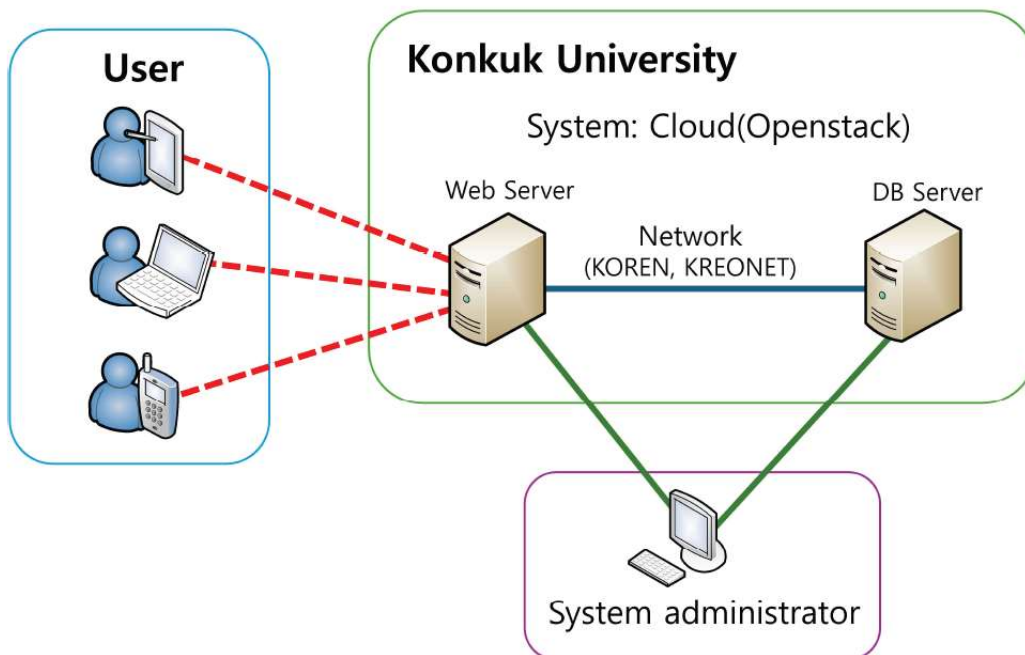 User
Konkuk University
System: Cloud(Openstack)
Web Server
DB Server
Network
(KOREN, KREONET)
System administrator